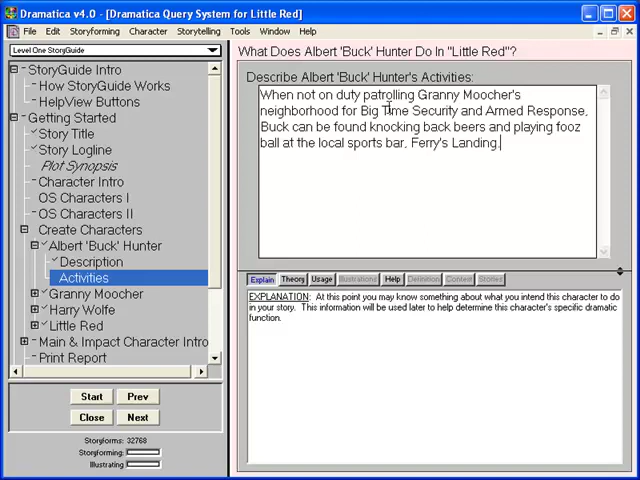 Dramatica v4.0 - [Dramatica Query System for Little Red]
File Edit Storyforming Character Storytelling Tools Window Help
Level One StoryGuide
StoryGuide Intro
How StoryGuide Works
HelpView Buttons
Getting Started
Story Title
Story Logline
Plot Synopsis
Character Intro
OS Characters I
OS Characters II
Create Characters
Albert 'Buck' Hunter
Description
Activities
Granny Moocher
Harry Wolfe
Little Red
Main & Impact Character Intro
Print Report
Start Prev
Close Next
Storyforms: 32768
Storyforming:
Illustrating:
What Does Albert "Buck" Hunter Do In "Little Red"?
Describe Albert 'Buck' Hunter's Activities:
When not on duty patrolling Granny Moocher's
neighborhood for Big Time Security and Armed Response,
Buck can be found knocking back beers and playing fooz
ball at the local sports bar, Ferry's Landing.
Explain Theory Usage Illustrations Help Definition Context Stories
EXPLANATION: At this point you may know something about what you intend this character to do
in your story. This information will be used later to help determine this character's specific dramatic
function.